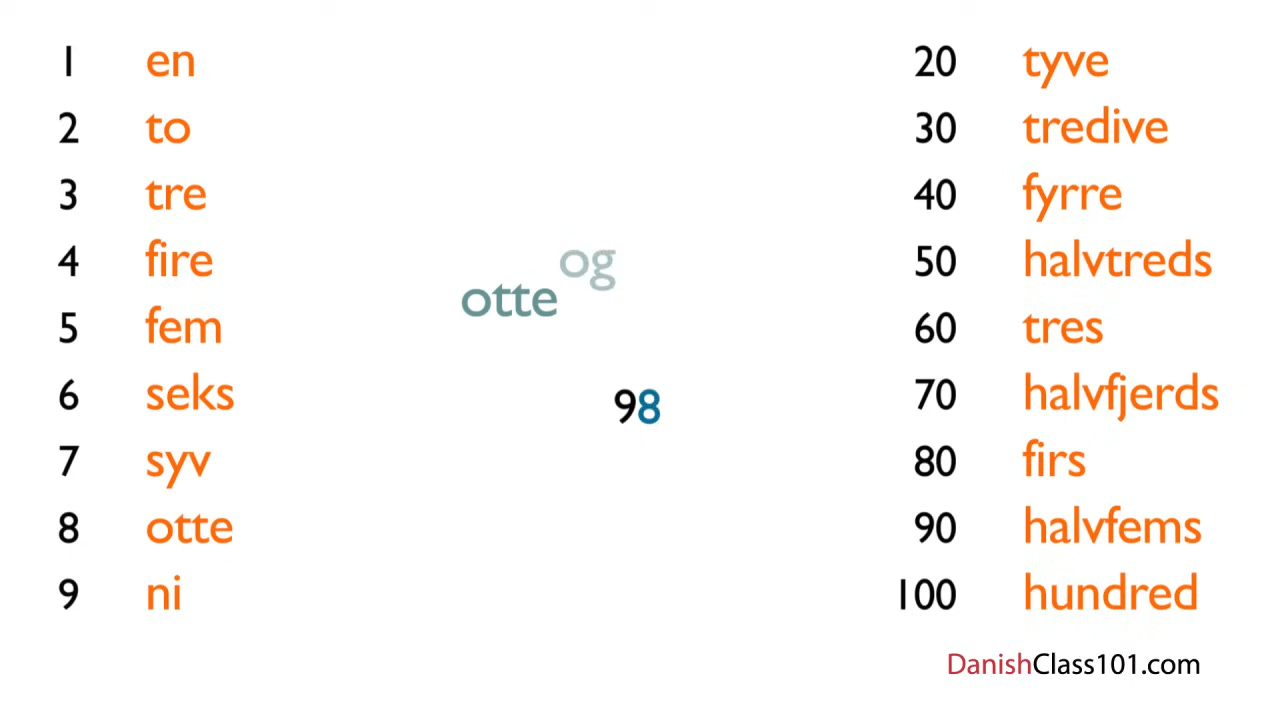 1 en
2 to
3 tre
4 fire
5 fem
6 seks
7 syv
8 otte
9 ni
og
otte
98
20 tyve
30 tredive
40 fyrre
50 halvtreds
60 tres
70 halvfjerds
80 firs
90 halvfems
100 hundred
DanishClass101.com